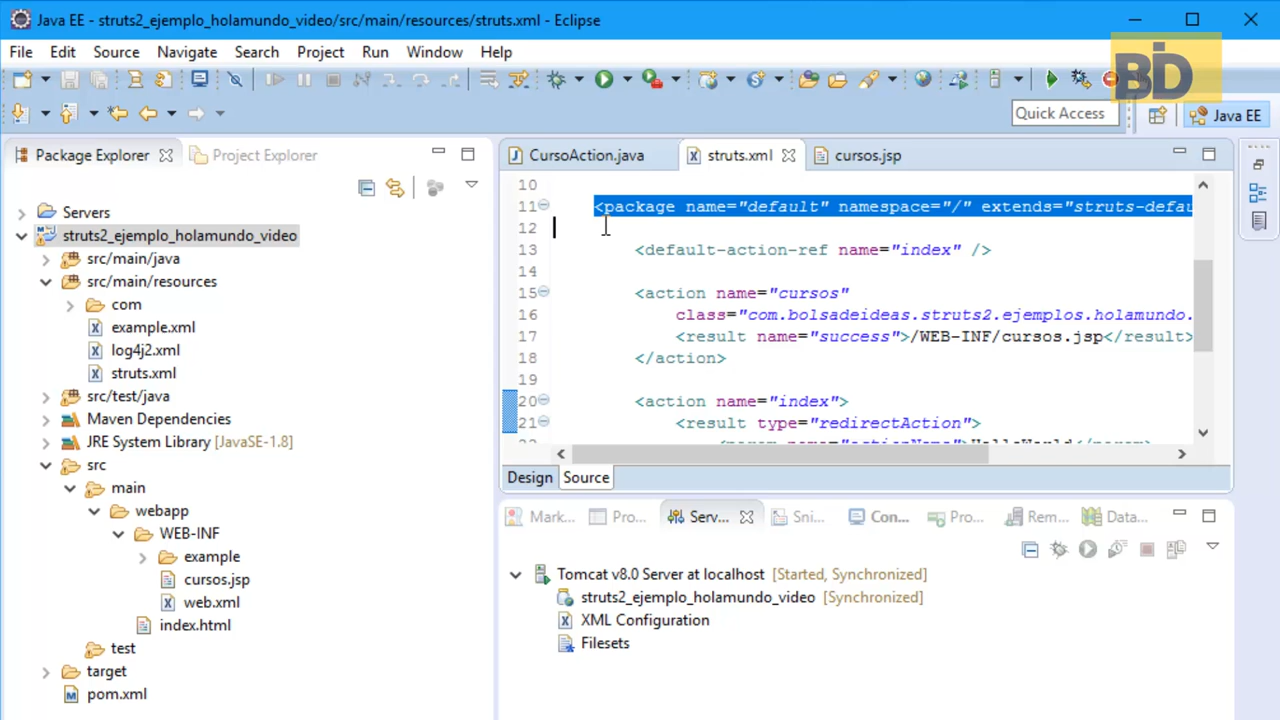 Java EE - struts2_ejemplo_holamundo_video/src/main/resources/struts.xml - Eclipse
File Edit Source Navigate Search Project Run Window Help
BD
Quick Access
Java EE
Package Explorer
Project Explorer
Servers
struts2_ejemplo_holamundo_video
src/main/java
src/main/resources
com
example.xml
log4j2.xml
struts.xml
src/test/java
Maven Dependencies
JRE System Library [JavaSE-1.8]
src
main
webapp
WEB-INF
example
cursos.jsp
web.xml
index.html
test
target
pom.xml
CursoAction.java struts.xml cursos.jsp
10
11 <package name="default" namespace="/" extends="struts-defau
12
13 <default-action-ref name="index" />
14
15 <action name="cursos"
16 class="com.bolsadeideas.struts2.ejemplos.holamundo.
17 <result name="success">/WEB-INF/cursos.jsp</result>
18 </action>
19
20 <action name="index">
21 <result type="redirectAction">
22 <param name="actionName">HelloWorld</param>
Design Source
Mark... Pro... Serv... Sni... Con... Pro... Rem... Data...
Tomcat v8.0 Server at localhost [Started, Synchronized]
struts2_ejemplo_holamundo_video [Synchronized]
XML Configuration
Filesets